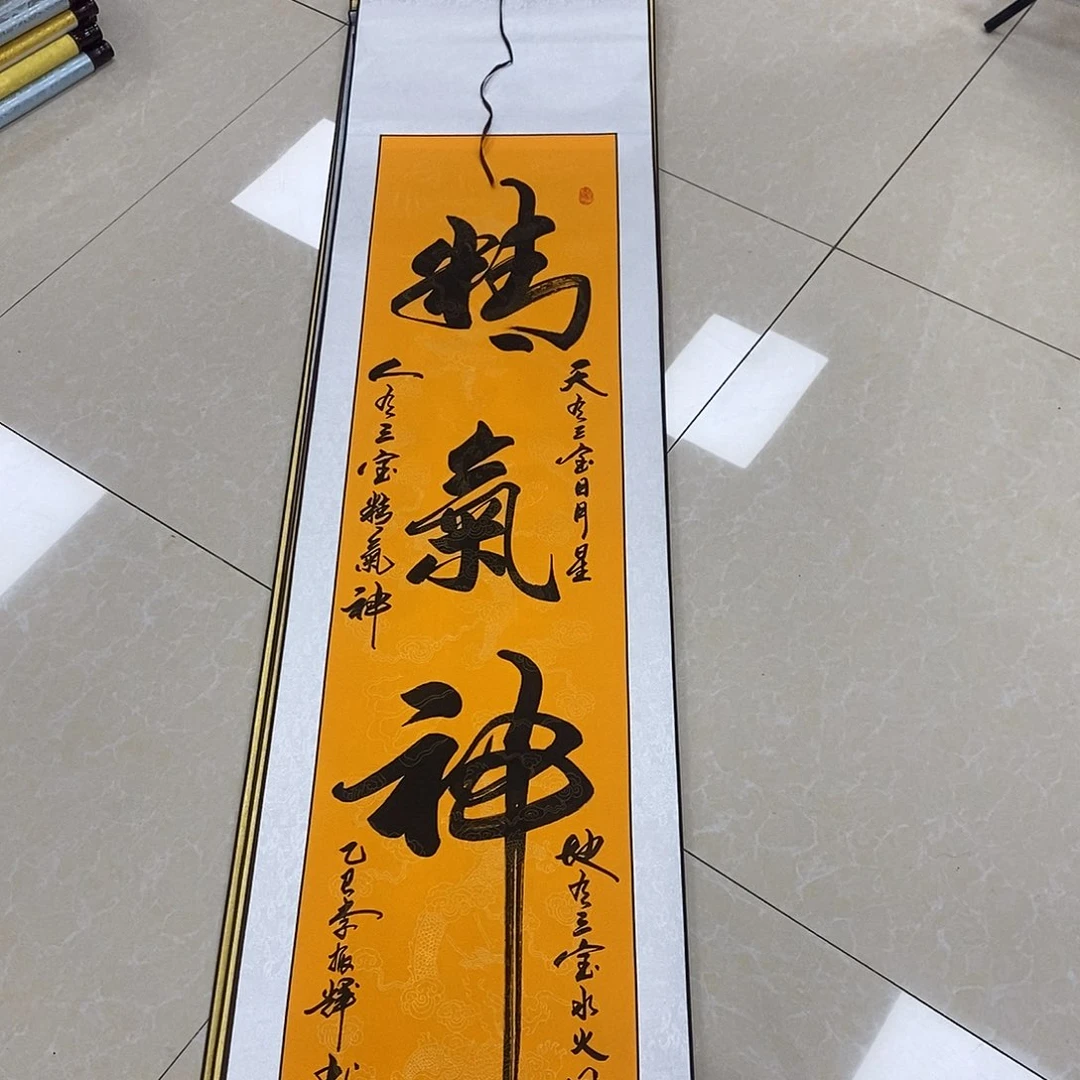 精氣神
天有三宝日月星
地有三宝水火
人有三宝精氣神
乙巳李振輝